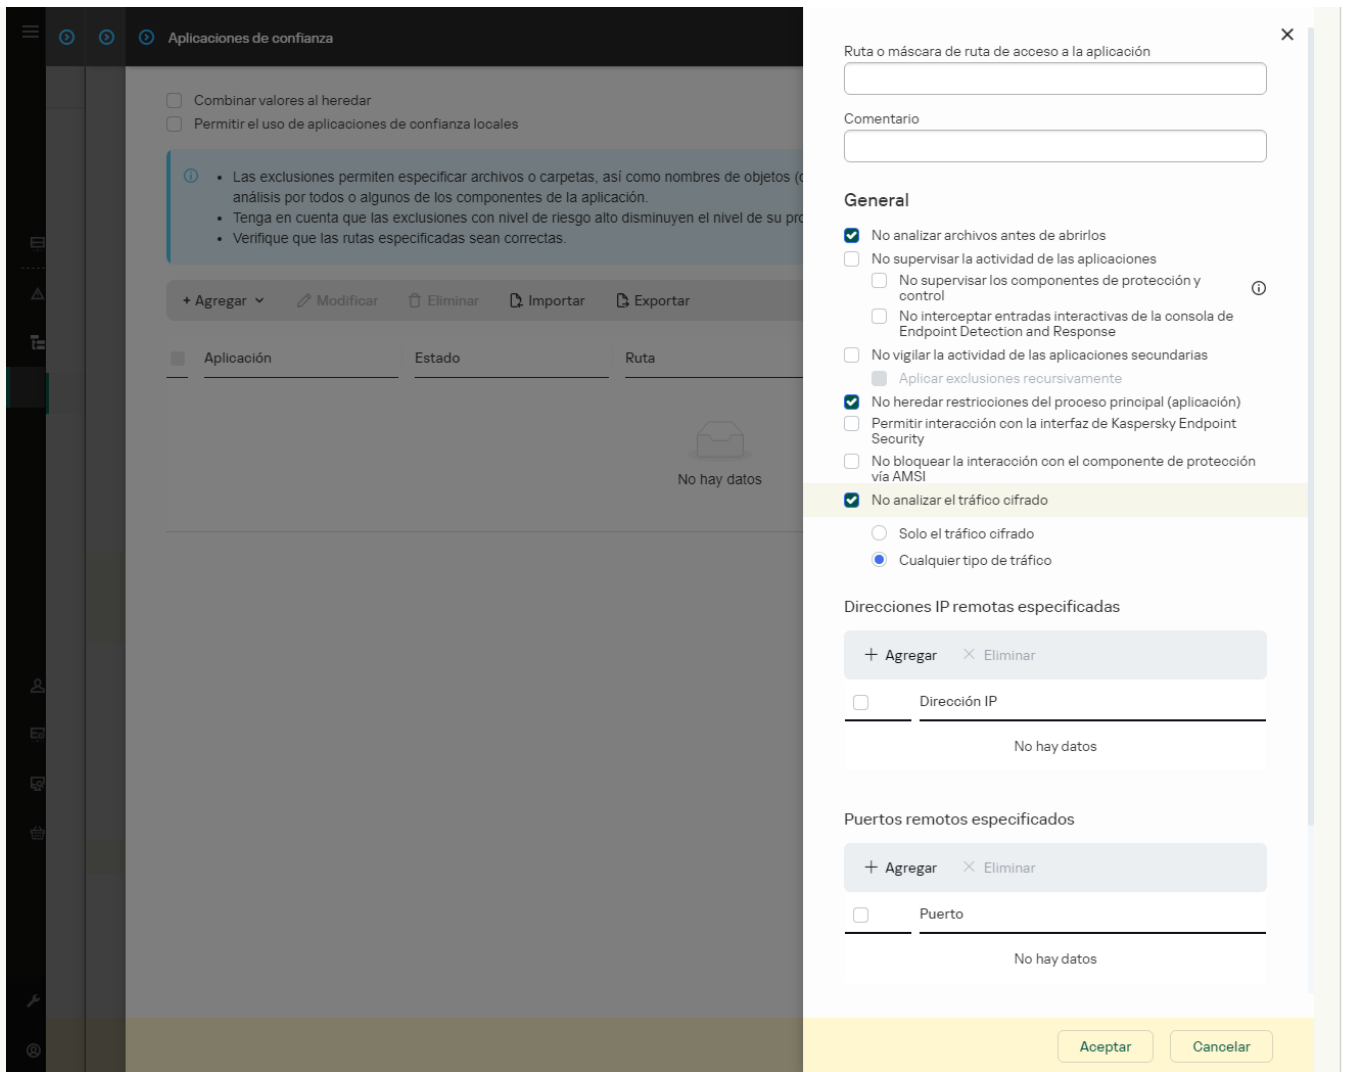 Aplicaciones de confianza
Combinar valores al heredar
Permitir el uso de aplicaciones de confianza locales
Las exclusiones permiten especificar archivos o carpetas, así como nombres de objetos (
análisis por todos o algunos de los componentes de la aplicación.
Tenga en cuenta que las exclusiones con nivel de riesgo alto disminuyen el nivel de su pro
Verifique que las rutas especificadas sean correctas.
+ Agregar
Modificar
Eliminar
Importar
Exportar
Aplicación
Estado
Ruta
No hay datos
Ruta o máscara de ruta de acceso a la aplicación
Comentario
General
No analizar archivos antes de abrirlos
No supervisar la actividad de las aplicaciones
No supervisar los componentes de protección y
control
No interceptar entradas interactivas de la consola de
Endpoint Detection and Response
No vigilar la actividad de las aplicaciones secundarias
Aplicar exclusiones recursivamente
No heredar restricciones del proceso principal (aplicación)
Permitir interacción con la interfaz de Kaspersky Endpoint
Security
No bloquear la interacción con el componente de protección
vía AMSI
No analizar el tráfico cifrado
Solo el tráfico cifrado
Cualquier tipo de tráfico
Direcciones IP remotas especificadas
+ Agregar
Eliminar
Dirección IP
No hay datos
Puertos remotos especificados
+ Agregar
Eliminar
Puerto
No hay datos
Aceptar
Cancelar